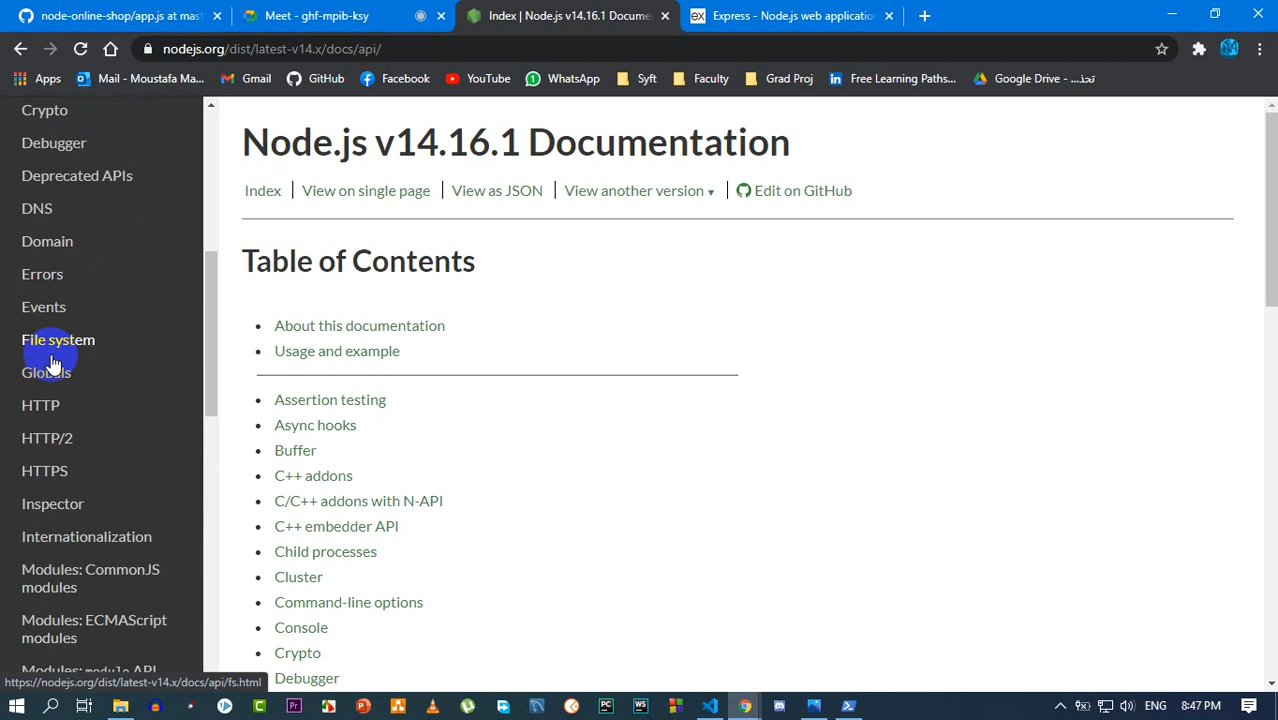 node-online-shop/app.js at mast
Meet - ghf-mpib-ksy
Index | Node.js v14.16.1 Docume
Express - Node.js web application
nodejs.org/dist/latest-v14.x/docs/api/
Apps
Mail - Moustafa Ma...
Gmail
GitHub
Facebook
YouTube
WhatsApp
Syft
Faculty
Grad Proj
Free Learning Paths...
Google Drive - ...تحذ
Crypto
Debugger
Deprecated APIs
DNS
Domain
Errors
Events
File system
Globals
HTTP
HTTP/2
HTTPS
Inspector
Internationalization
Modules: CommonJS
modules
Modules: ECMAScript
modules
Modules: module API
https://nodejs.org/dist/latest-v14.x/docs/api/fs.html
Node.js v14.16.1 Documentation
Index
View on single page
View as JSON
View another version ▼
Edit on GitHub
Table of Contents
• About this documentation
• Usage and example
• Assertion testing
• Async hooks
• Buffer
• C++ addons
• C/C++ addons with N-API
• C++ embedder API
• Child processes
• Cluster
• Command-line options
• Console
• Crypto
• Debugger
ENG
8:47 PM